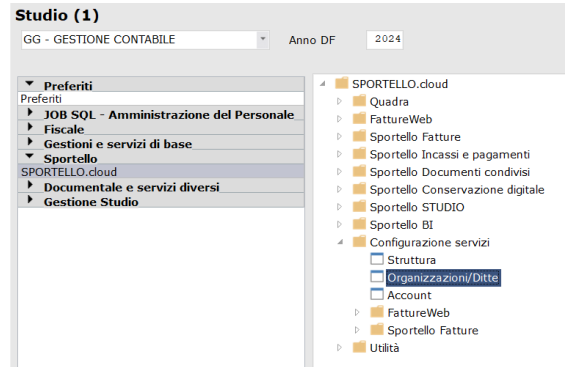 Studio (1)
GG - GESTIONE CONTABILE
Anno DF
2024
Preferiti
Preferiti
JOB SQL - Amministrazione del Personale
Fiscale
Gestioni e servizi di base
Sportello
SPORTELLO.cloud
Documentale e servizi diversi
Gestione Studio
SPORTELLO.cloud
Quadra
FattureWeb
Sportello Fatture
Sportello Incassi e pagamenti
Sportello Documenti condivisi
Sportello Conservazione digitale
Sportello STUDIO
Sportello BI
Configurazione servizi
Struttura
Organizzazioni/Ditte
Account
FattureWeb
Sportello Fatture
Utilità